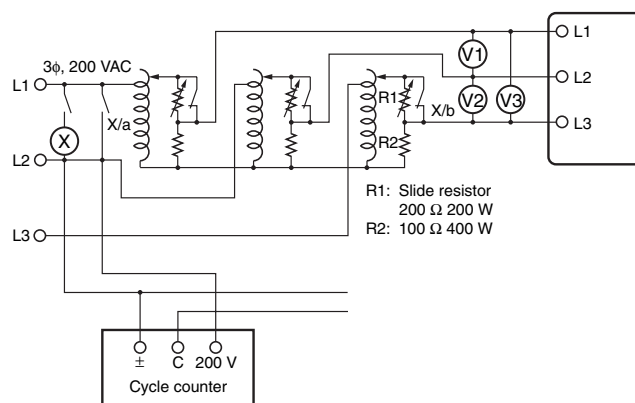 3ϕ, 200 VAC
L1
L2
L3
X
X/a
R1
R2
X/b
V1
V2
V3
L1
L2
L3
R1: Slide resistor
200 Ω 200 W
R2: 100 Ω 400 W
± C 200 V
Cycle counter